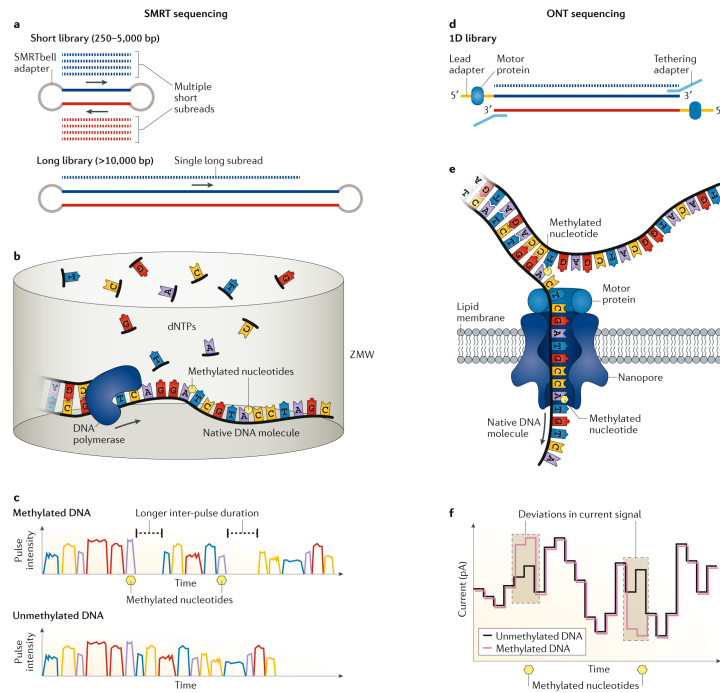 SMRT sequencing
a
Short library (250–5,000 bp)
SMRTbell
adapter
Multiple
short
subreads
Long library (>10,000 bp)
Single long subread
b
T
A
G
C
T
G
G
C
dNTPs
T
A
ZMW
Methylated nucleotides
TCAGGATCGTACCTAGC
DNA
polymerase
Native DNA molecule
c
Methylated DNA
Longer inter-pulse duration
Pulse
intensity
Time
Methylated nucleotides
Unmethylated DNA
Pulse
intensity
Time
ONT sequencing
d
1D library
Lead
adapter
Motor
protein
Tethering
adapter
5′
3′
3′
5′
e
Methylated
nucleotide
Motor
protein
Lipid
membrane
Nanopore
Native DNA
molecule
Methylated
nucleotide
f
Deviations in current signal
Current (pA)
Unmethylated DNA
Methylated DNA
Time
Methylated nucleotides